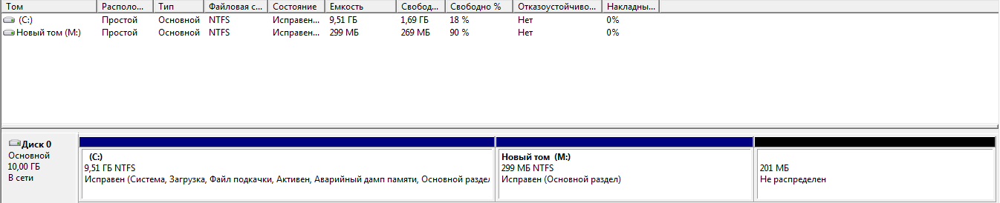 Том Располо... Тип Файловая с... Состояние Емкость Свобод... Свободно % Отказоустойчиво... Накладны...
(C:) Простой Основной NTFS Исправен... 9,51 ГБ 1,69 ГБ 18 % Нет 0%
Новый том (M:) Простой Основной NTFS Исправен... 299 МБ 269 МБ 90 % Нет 0%
Диск 0
Основной
10,00 ГБ
В сети
(C:)
9,51 ГБ NTFS
Исправен (Система, Загрузка, Файл подкачки, Активен, Аварийный дамп памяти, Основной раздел
Новый том (M:)
299 МБ NTFS
Исправен (Основной раздел)
201 МБ
Не распределен